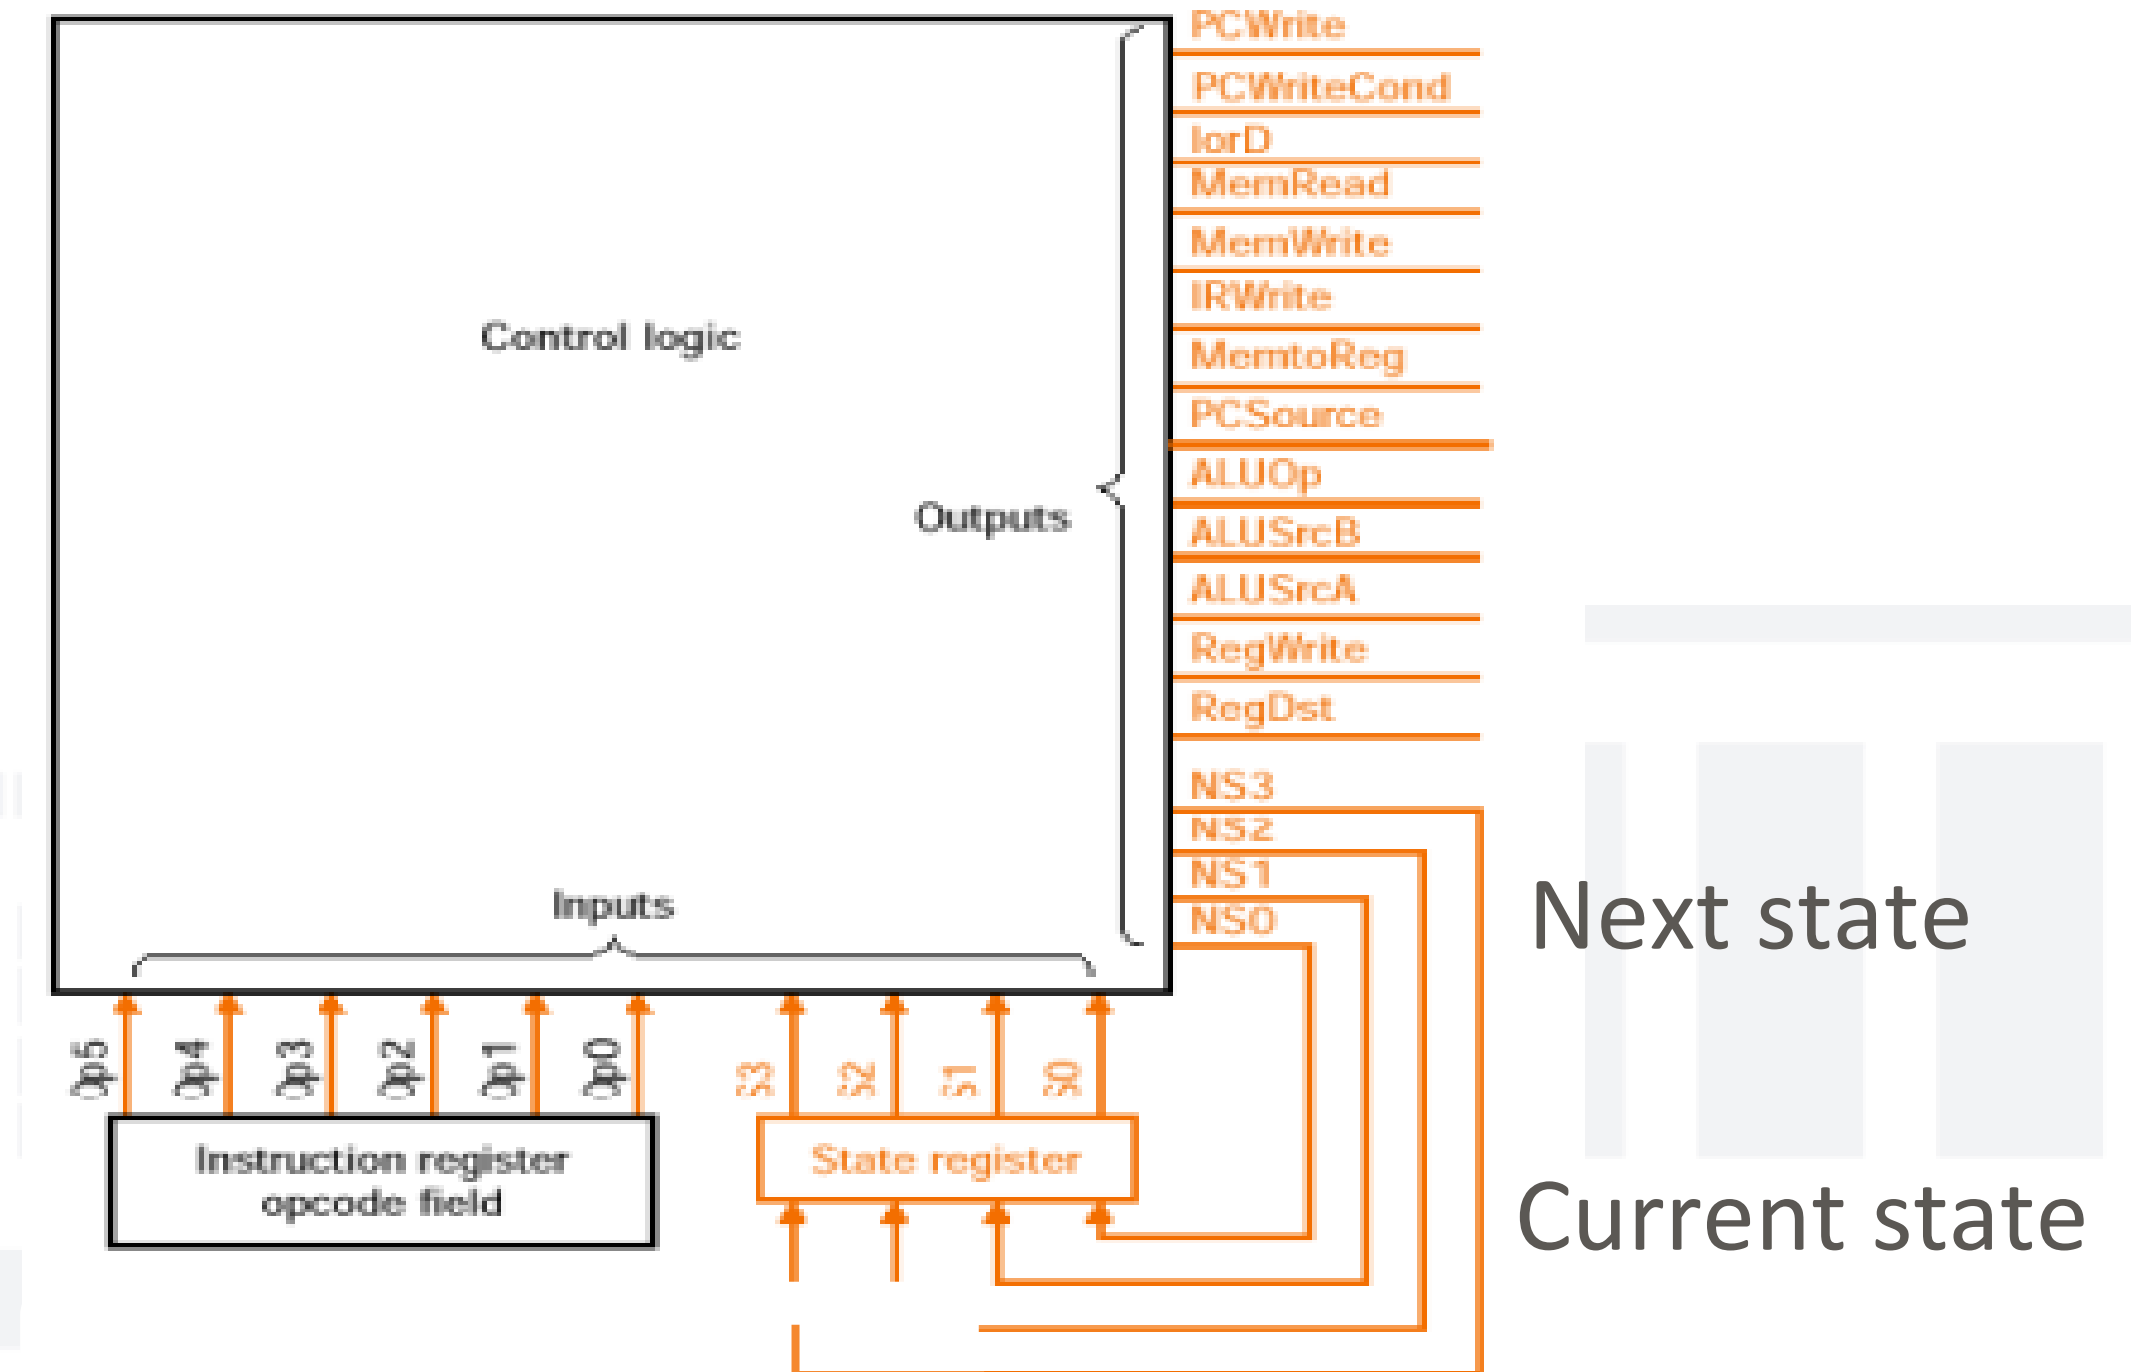 PCWrite
PCWriteCond
IorD
MemRead
MemWrite
IRWrite
MemtoReg
PCSource
ALUOp
ALUSrcB
ALUSrcA
RegWrite
RegDst
Control logic
Outputs
NS3
NS2
NS1
NS0
Inputs
Next state
Op5
Op4
Op3
Op2
Op1
Op0
S3
S2
S1
S0
Instruction register
opcode field
State register
Current state